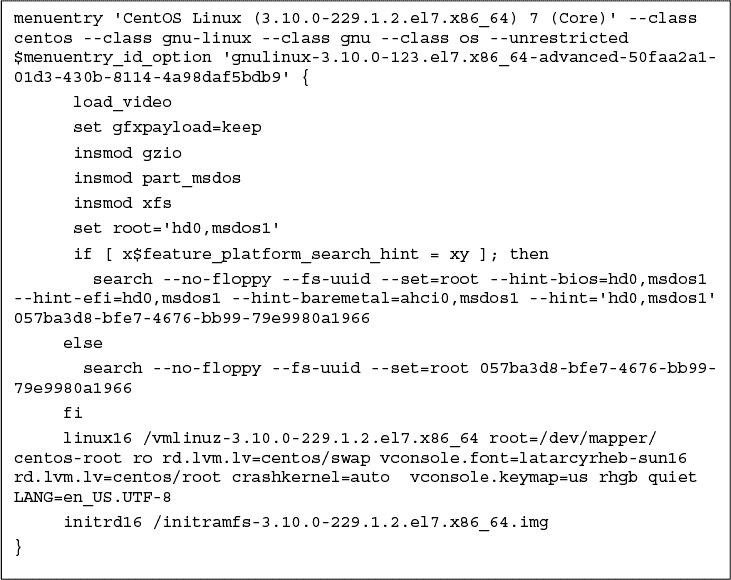 menuentry 'CentOS Linux (3.10.0-229.1.2.el7.x86_64) 7 (Core)' --class
centos --class gnu-linux --class gnu --class os --unrestricted
$menuentry_id_option 'gnulinux-3.10.0-123.el7.x86_64-advanced-50faa2a1-
01d3-430b-8114-4a98daf5bdb9' {
load_video
set gfxpayload=keep
insmod gzio
insmod part_msdos
insmod xfs
set root='hd0,msdos1'
if [ x$feature_platform_search_hint = xy ]; then
search --no-floppy --fs-uuid --set=root --hint-bios=hd0,msdos1
--hint-efi=hd0,msdos1 --hint-baremetal=ahci0,msdos1 --hint='hd0,msdos1'
057ba3d8-bfe7-4676-bb99-79e9980a1966
else
search --no-floppy --fs-uuid --set=root 057ba3d8-bfe7-4676-bb99-
79e9980a1966
fi
linux16 /vmlinuz-3.10.0-229.1.2.el7.x86_64 root=/dev/mapper/
centos-root ro rd.lvm.lv=centos/swap vconsole.font=latarcyrheb-sun16
rd.lvm.lv=centos/root crashkernel=auto  vconsole.keymap=us rhgb quiet
LANG=en_US.UTF-8
initrd16 /initramfs-3.10.0-229.1.2.el7.x86_64.img
}